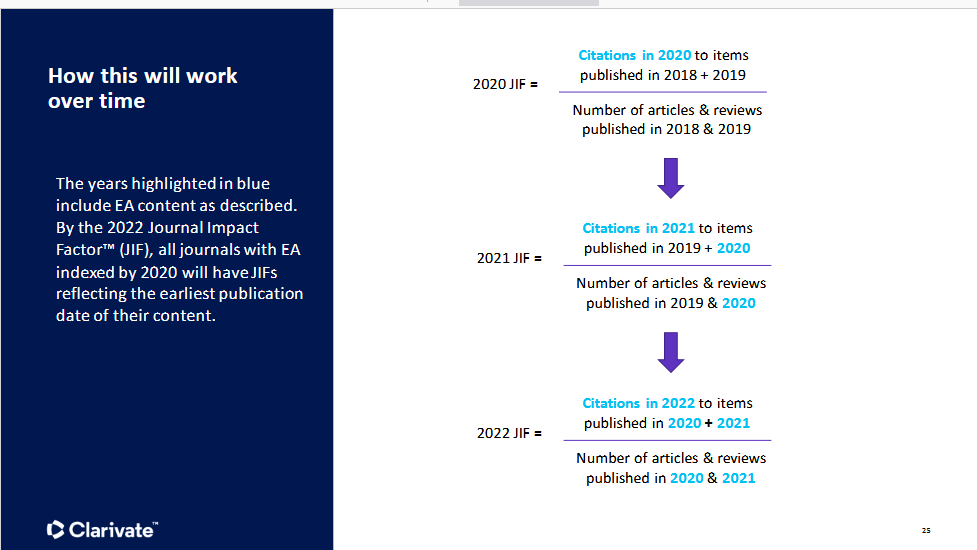 How this will work
over time
The years highlighted in blue
include EA content as described.
By the 2022 Journal Impact
Factor™ (JIF), all journals with EA
indexed by 2020 will have JIFs
reflecting the earliest publication
date of their content.
Clarivate™
2020 JIF =
Citations in 2020 to items
published in 2018 + 2019
Number of articles & reviews
published in 2018 & 2019
2021 JIF =
Citations in 2021 to items
published in 2019 + 2020
Number of articles & reviews
published in 2019 & 2020
2022 JIF =
Citations in 2022 to items
published in 2020 + 2021
Number of articles & reviews
published in 2020 & 2021
25